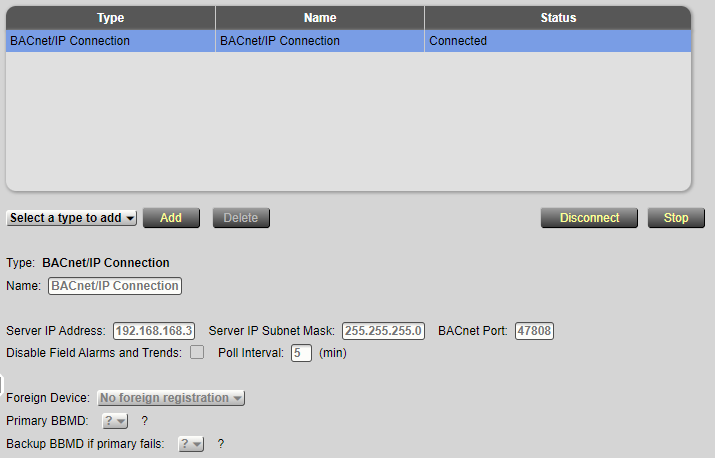 Type Name Status
BACnet/IP Connection BACnet/IP Connection Connected
Select a type to add Add Delete Disconnect Stop
Type: BACnet/IP Connection
Name: BACnet/IP Connection
Server IP Address: 192.168.168.3 Server IP Subnet Mask: 255.255.255.0 BACnet Port: 47808
Disable Field Alarms and Trends: Poll Interval: 5 (min)
Foreign Device: No foreign registration
Primary BBMD: ? ?
Backup BBMD if primary fails: ? ?